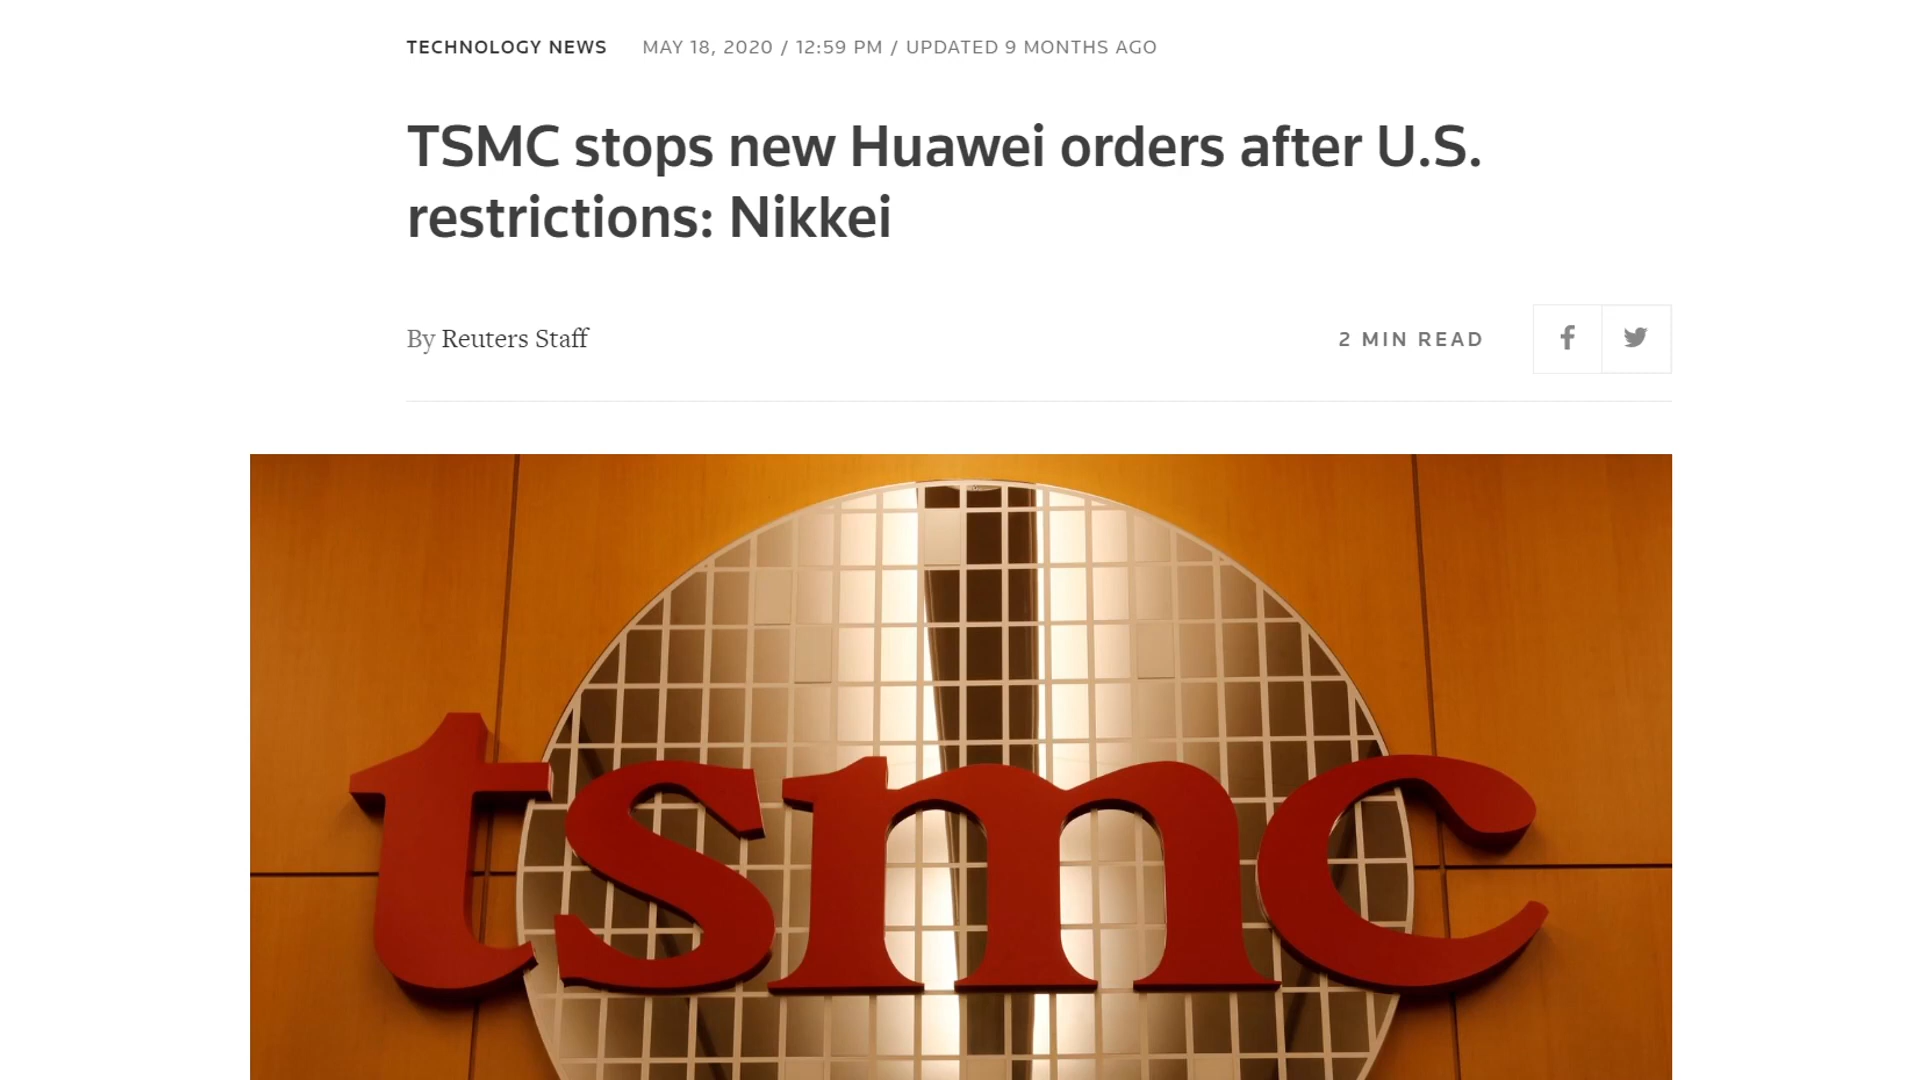 TECHNOLOGY NEWS MAY 18, 2020 / 12:59 PM / UPDATED 9 MONTHS AGO
TSMC stops new Huawei orders after U.S.
restrictions: Nikkei
By Reuters Staff
2 MIN READ
tsmc